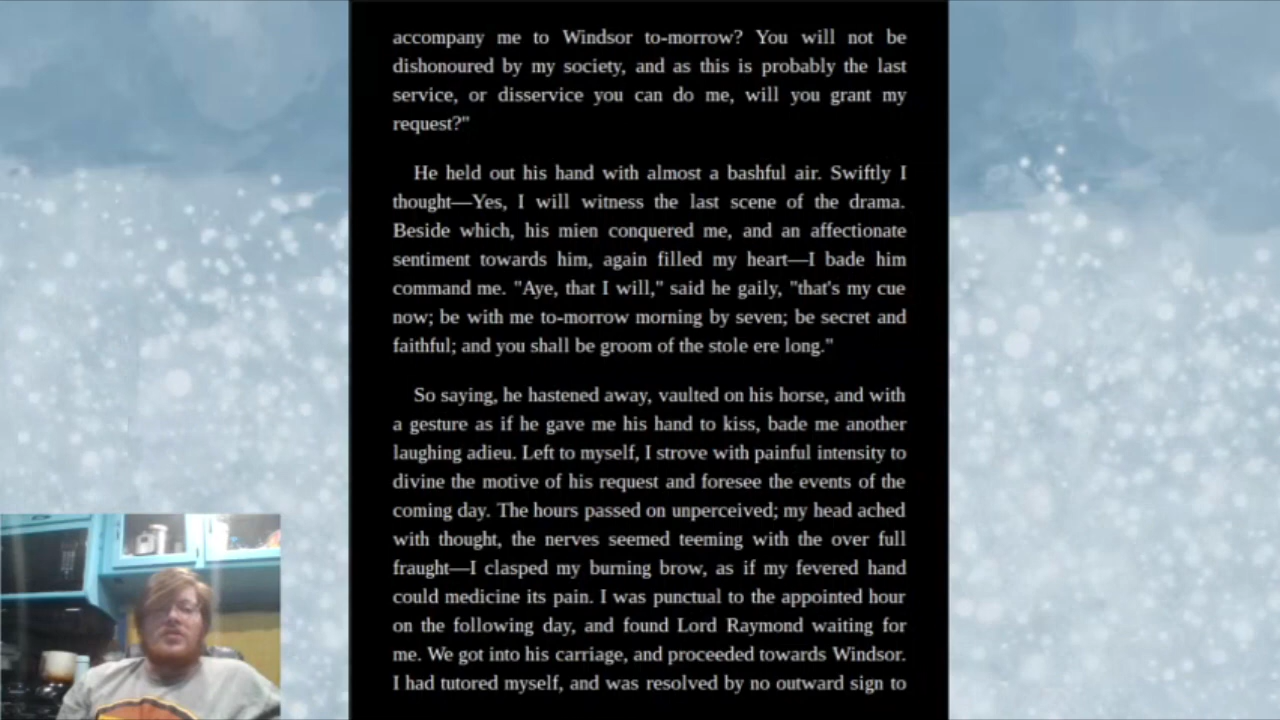 accompany me to Windsor to-morrow? You will not be
dishonoured by my society, and as this is probably the last
service, or disservice you can do me, will you grant my
request?"
He held out his hand with almost a bashful air. Swiftly I
thought—Yes, I will witness the last scene of the drama.
Beside which, his mien conquered me, and an affectionate
sentiment towards him, again filled my heart—I bade him
command me. "Aye, that I will," said he gaily, "that's my cue
now; be with me to-morrow morning by seven; be secret and
faithful; and you shall be groom of the stole ere long."
So saying, he hastened away, vaulted on his horse, and with
a gesture as if he gave me his hand to kiss, bade me another
laughing adieu. Left to myself, I strove with painful intensity to
divine the motive of his request and foresee the events of the
coming day. The hours passed on unperceived; my head ached
with thought, the nerves seemed teeming with the over full
fraught—I clasped my burning brow, as if my fevered hand
could medicine its pain. I was punctual to the appointed hour
on the following day, and found Lord Raymond waiting for
me. We got into his carriage, and proceeded towards Windsor.
I had tutored myself, and was resolved by no outward sign to